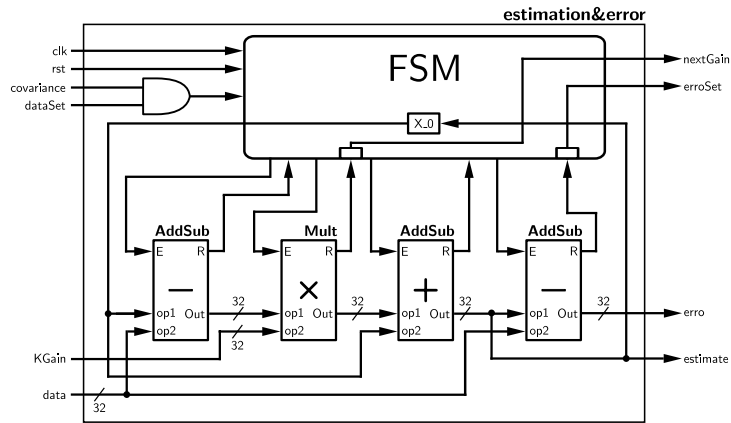 estimation&error
clk
rst
covariance
dataSet
FSM
nextGain
erroSet
X_0
AddSub
Mult
AddSub
AddSub
E R
E R
E R
E R
−
×
+
−
32
32
32
32
op1 Out
op1 Out
op1 Out
op1 Out
erro
op2
op2
op2
op2
32
KGain
estimate
data
32